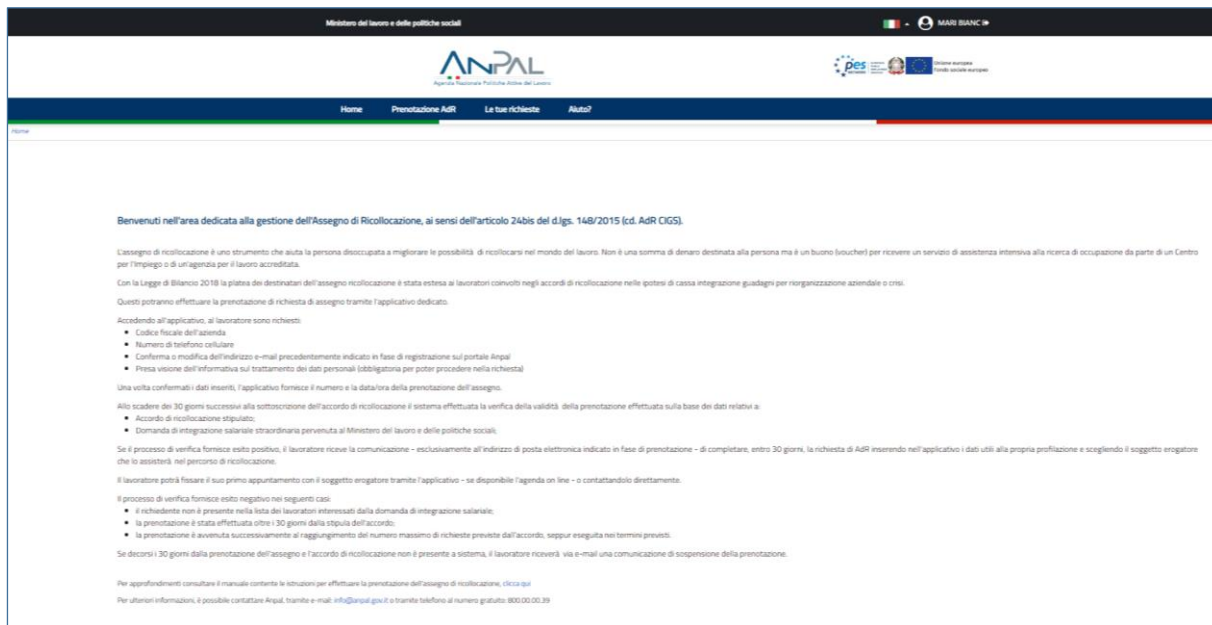 Ministero del lavoro e delle politiche sociali
MARI BIANC
ANPAL
Agenzia Nazionale Politiche Attive del Lavoro
pes
Unione europea
Fondo sociale europeo
Home Prenotazione AdR Le tue richieste Aiuto?
Home
Benvenuti nell'area dedicata alla gestione dell'Assegno di Ricollocazione, ai sensi dell'articolo 24bis del d.lgs. 148/2015 (cd. AdR CIGS).
L'assegno di ricollocazione è uno strumento che aiuta la persona disoccupata a migliorare le possibilità di ricollocarsi nel mondo del lavoro. Non è una somma di denaro destinata alla persona ma è un buono (voucher) per ricevere un servizio di assistenza intensiva alla ricerca di occupazione da parte di un Centro
per l'Impiego o di un'agenzia per il lavoro accreditata.
Con la Legge di Bilancio 2018 la platea dei destinatari dell'assegno ricollocazione è stata estesa ai lavoratori coinvolti negli accordi di ricollocazione nelle ipotesi di cassa integrazione guadagni per riorganizzazione aziendale o crisi.
Questi potranno effettuare la prenotazione di richiesta di assegno tramite l'applicativo dedicato.
Accedendo all'applicativo, al lavoratore sono richiesti:
• Codice fiscale dell'azienda
• Numero di telefono cellulare
• Conferma o modifica dell'indirizzo e-mail precedentemente indicato in fase di registrazione sul portale Anpal
• Presa visione dell'informativa sul trattamento dei dati personali (obbligatoria per poter procedere nella richiesta)
Una volta confermati i dati inseriti, l'applicativo fornisce il numero e la data/ora della prenotazione dell'assegno.
Allo scadere dei 30 giorni successivi alla sottoscrizione dell'accordo di ricollocazione il sistema effettuata la verifica della validità della prenotazione effettuata sulla base dei dati relativi a:
• Accordo di ricollocazione stipulato;
• Domanda di integrazione salariale straordinaria pervenuta al Ministero del lavoro e delle politiche sociali;
Se il processo di verifica fornisce esito positivo, il lavoratore riceve la comunicazione - esclusivamente all'indirizzo di posta elettronica indicato in fase di prenotazione - di completare, entro 30 giorni, la richiesta di AdR inserendo nell'applicativo i dati utili alla propria profilazione e scegliendo il soggetto erogatore
che lo assisterà nel percorso di ricollocazione.
Il lavoratore potrà fissare il suo primo appuntamento con il soggetto erogatore tramite l'applicativo - se disponibile l'agenda on line - o contattandolo direttamente.
Il processo di verifica fornisce esito negativo nei seguenti casi:
• il richiedente non è presente nella lista dei lavoratori interessati dalla domanda di integrazione salariale;
• la prenotazione è stata effettuata oltre i 30 giorni dalla stipula dell'accordo;
• la prenotazione è avvenuta successivamente al raggiungimento del numero massimo di richieste previste dall'accordo, seppur eseguita nei termini previsti.
Se decorsi i 30 giorni dalla prenotazione dell'assegno e l'accordo di ricollocazione non è presente a sistema, il lavoratore riceverà via e-mail una comunicazione di sospensione della prenotazione.
Per approfondimenti consultare il manuale contente le istruzioni per effettuare la prenotazione dell'assegno di ricollocazione, clicca qui
Per ulteriori informazioni, è possibile contattare Anpal, tramite e-mail: info@anpal.gov.it o tramite telefono al numero gratuito: 800.00.00.39